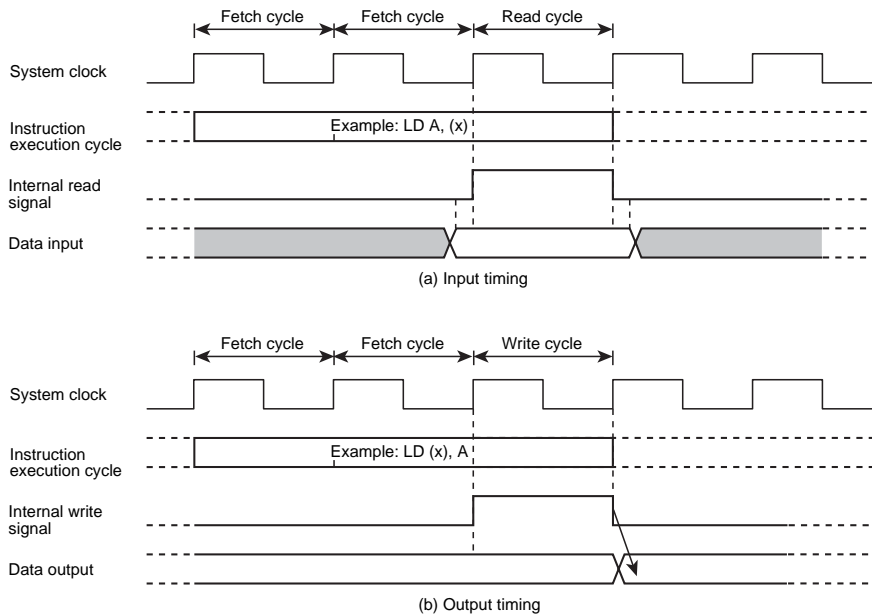 Fetch cycle Fetch cycle Read cycle
System clock
Instruction
execution cycle
Example: LD A, (x)
Internal read
signal
Data input
(a) Input timing
Fetch cycle Fetch cycle Write cycle
System clock
Instruction
execution cycle
Example: LD (x), A
Internal write
signal
Data output
(b) Output timing